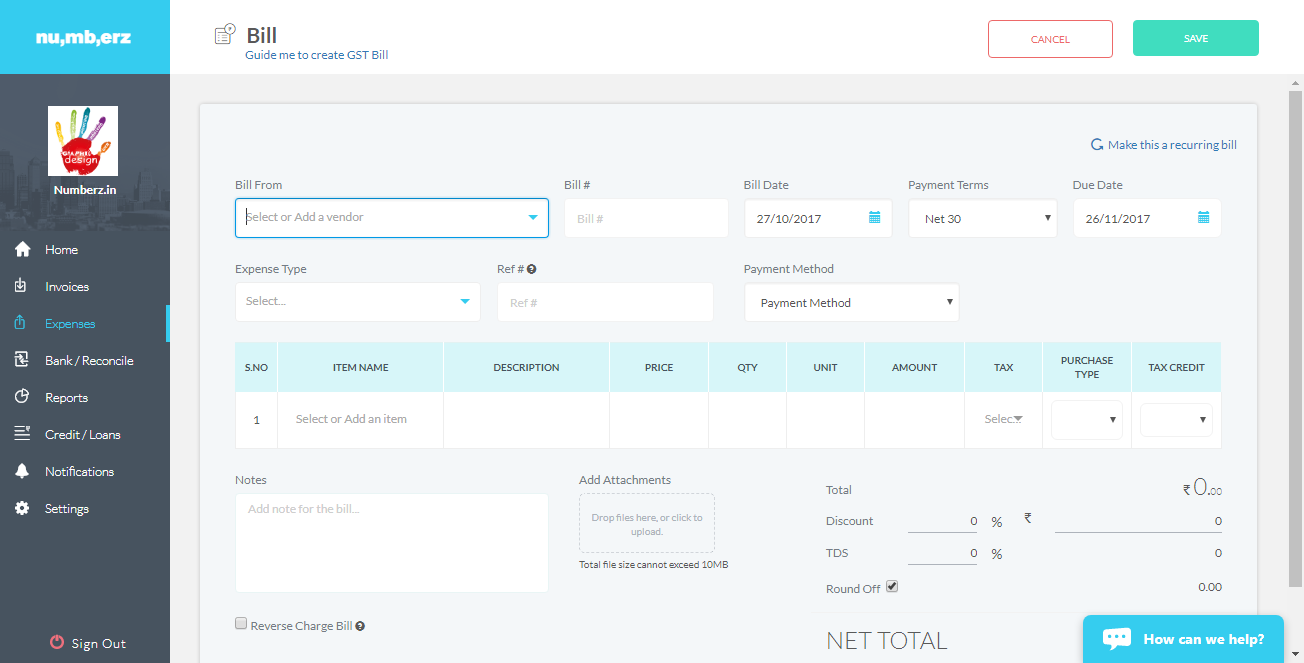 nu,mb,erz
Bill
Guide me to create GST Bill
CANCEL
SAVE
GRAPHIC
design
Numberz.in
Home
Invoices
Expenses
Bank / Reconcile
Reports
Credit / Loans
Notifications
Settings
Sign Out
Make this a recurring bill
Bill From
Bill #
Bill Date
Payment Terms
Due Date
Select or Add a vendor
Bill #
27/10/2017
Net 30
26/11/2017
Expense Type
Ref #
Payment Method
Select...
Ref #
Payment Method
S.NO ITEM NAME DESCRIPTION PRICE QTY UNIT AMOUNT TAX PURCHASE TYPE TAX CREDIT
1 Select or Add an item Selec...
Notes
Add note for the bill...
Add Attachments
Drop files here, or click to
upload.
Total file size cannot exceed 10MB
Total ₹0.00
Discount 0 % ₹ 0
TDS 0 % 0
Round Off 0.00
Reverse Charge Bill
NET TOTAL
How can we help?